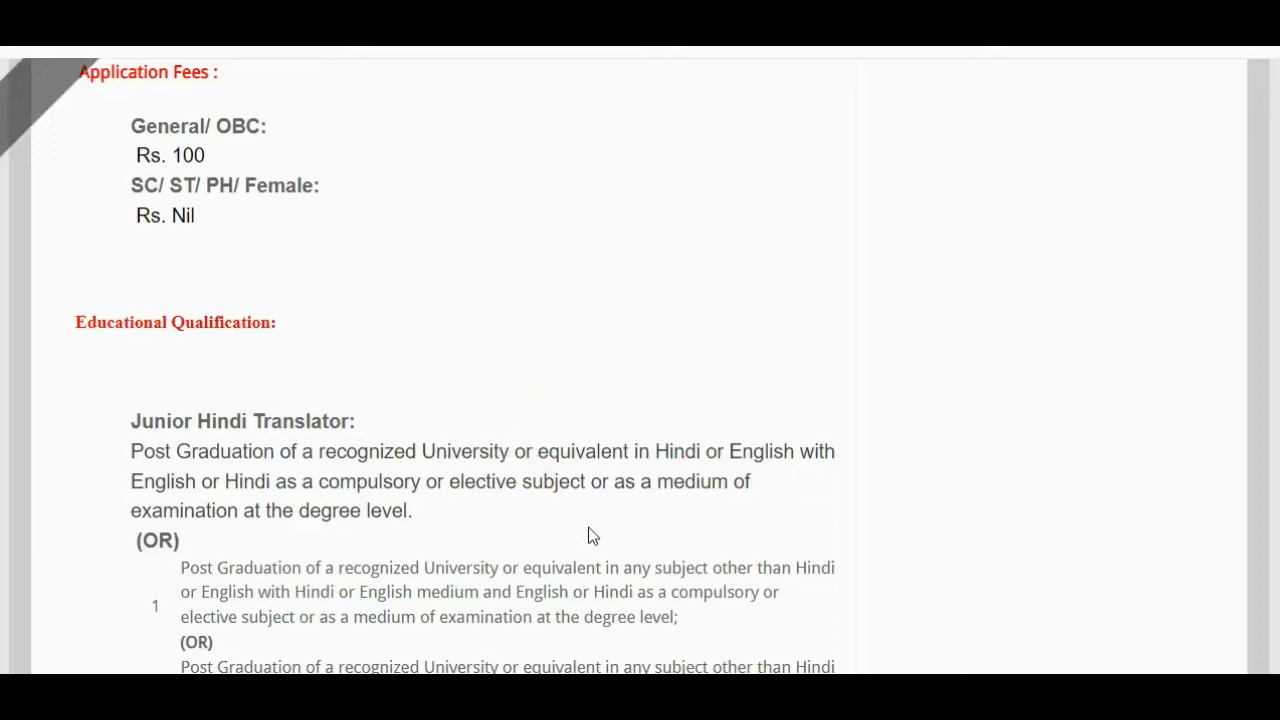 Application Fees :
General/ OBC:
Rs. 100
SC/ ST/ PH/ Female:
Rs. Nil
Educational Qualification:
Junior Hindi Translator:
Post Graduation of a recognized University or equivalent in Hindi or English with
English or Hindi as a compulsory or elective subject or as a medium of
examination at the degree level.
(OR)
Post Graduation of a recognized University or equivalent in any subject other than Hindi
or English with Hindi or English medium and English or Hindi as a compulsory or
1
elective subject or as a medium of examination at the degree level;
(OR)
Post Graduation of a recognized University or equivalent in any subject other than Hindi